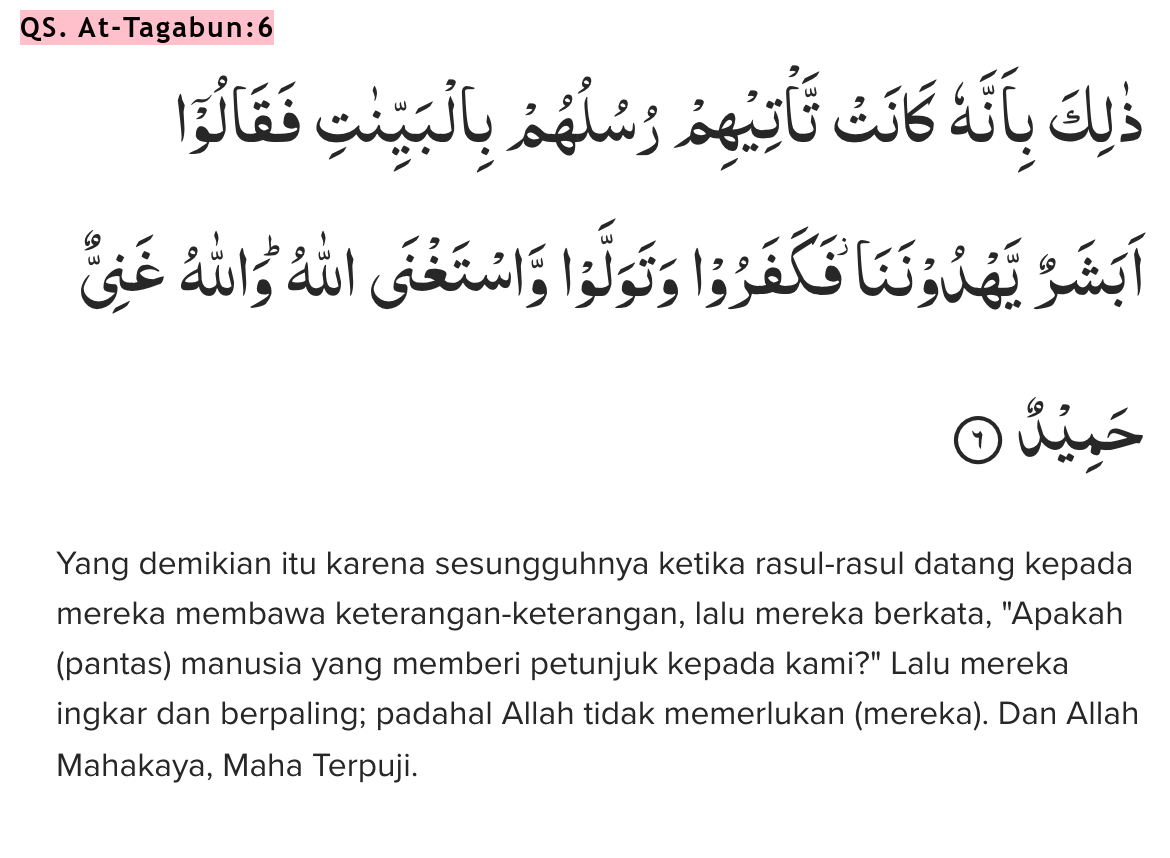 QS. At-Tagabun:6
ذٰلِكَ بِاَنَّهٗ كَانَتْ تَّأْتِيْهِمْ رُسُلُهُمْ بِالْبَيِّنٰتِ فَقَالُوْٓا
اَبَشَرٌ يَّهْدُوْنَنَاۖ فَكَفَرُوْا وَتَوَلَّوْا وَّاسْتَغْنَى اللّٰهُ ۗوَاللّٰهُ غَنِيٌّ
حَمِيْدٌ ٦
Yang demikian itu karena sesungguhnya ketika rasul-rasul datang kepada
mereka membawa keterangan-keterangan, lalu mereka berkata, "Apakah
(pantas) manusia yang memberi petunjuk kepada kami?" Lalu mereka
ingkar dan berpaling; padahal Allah tidak memerlukan (mereka). Dan Allah
Mahakaya, Maha Terpuji.